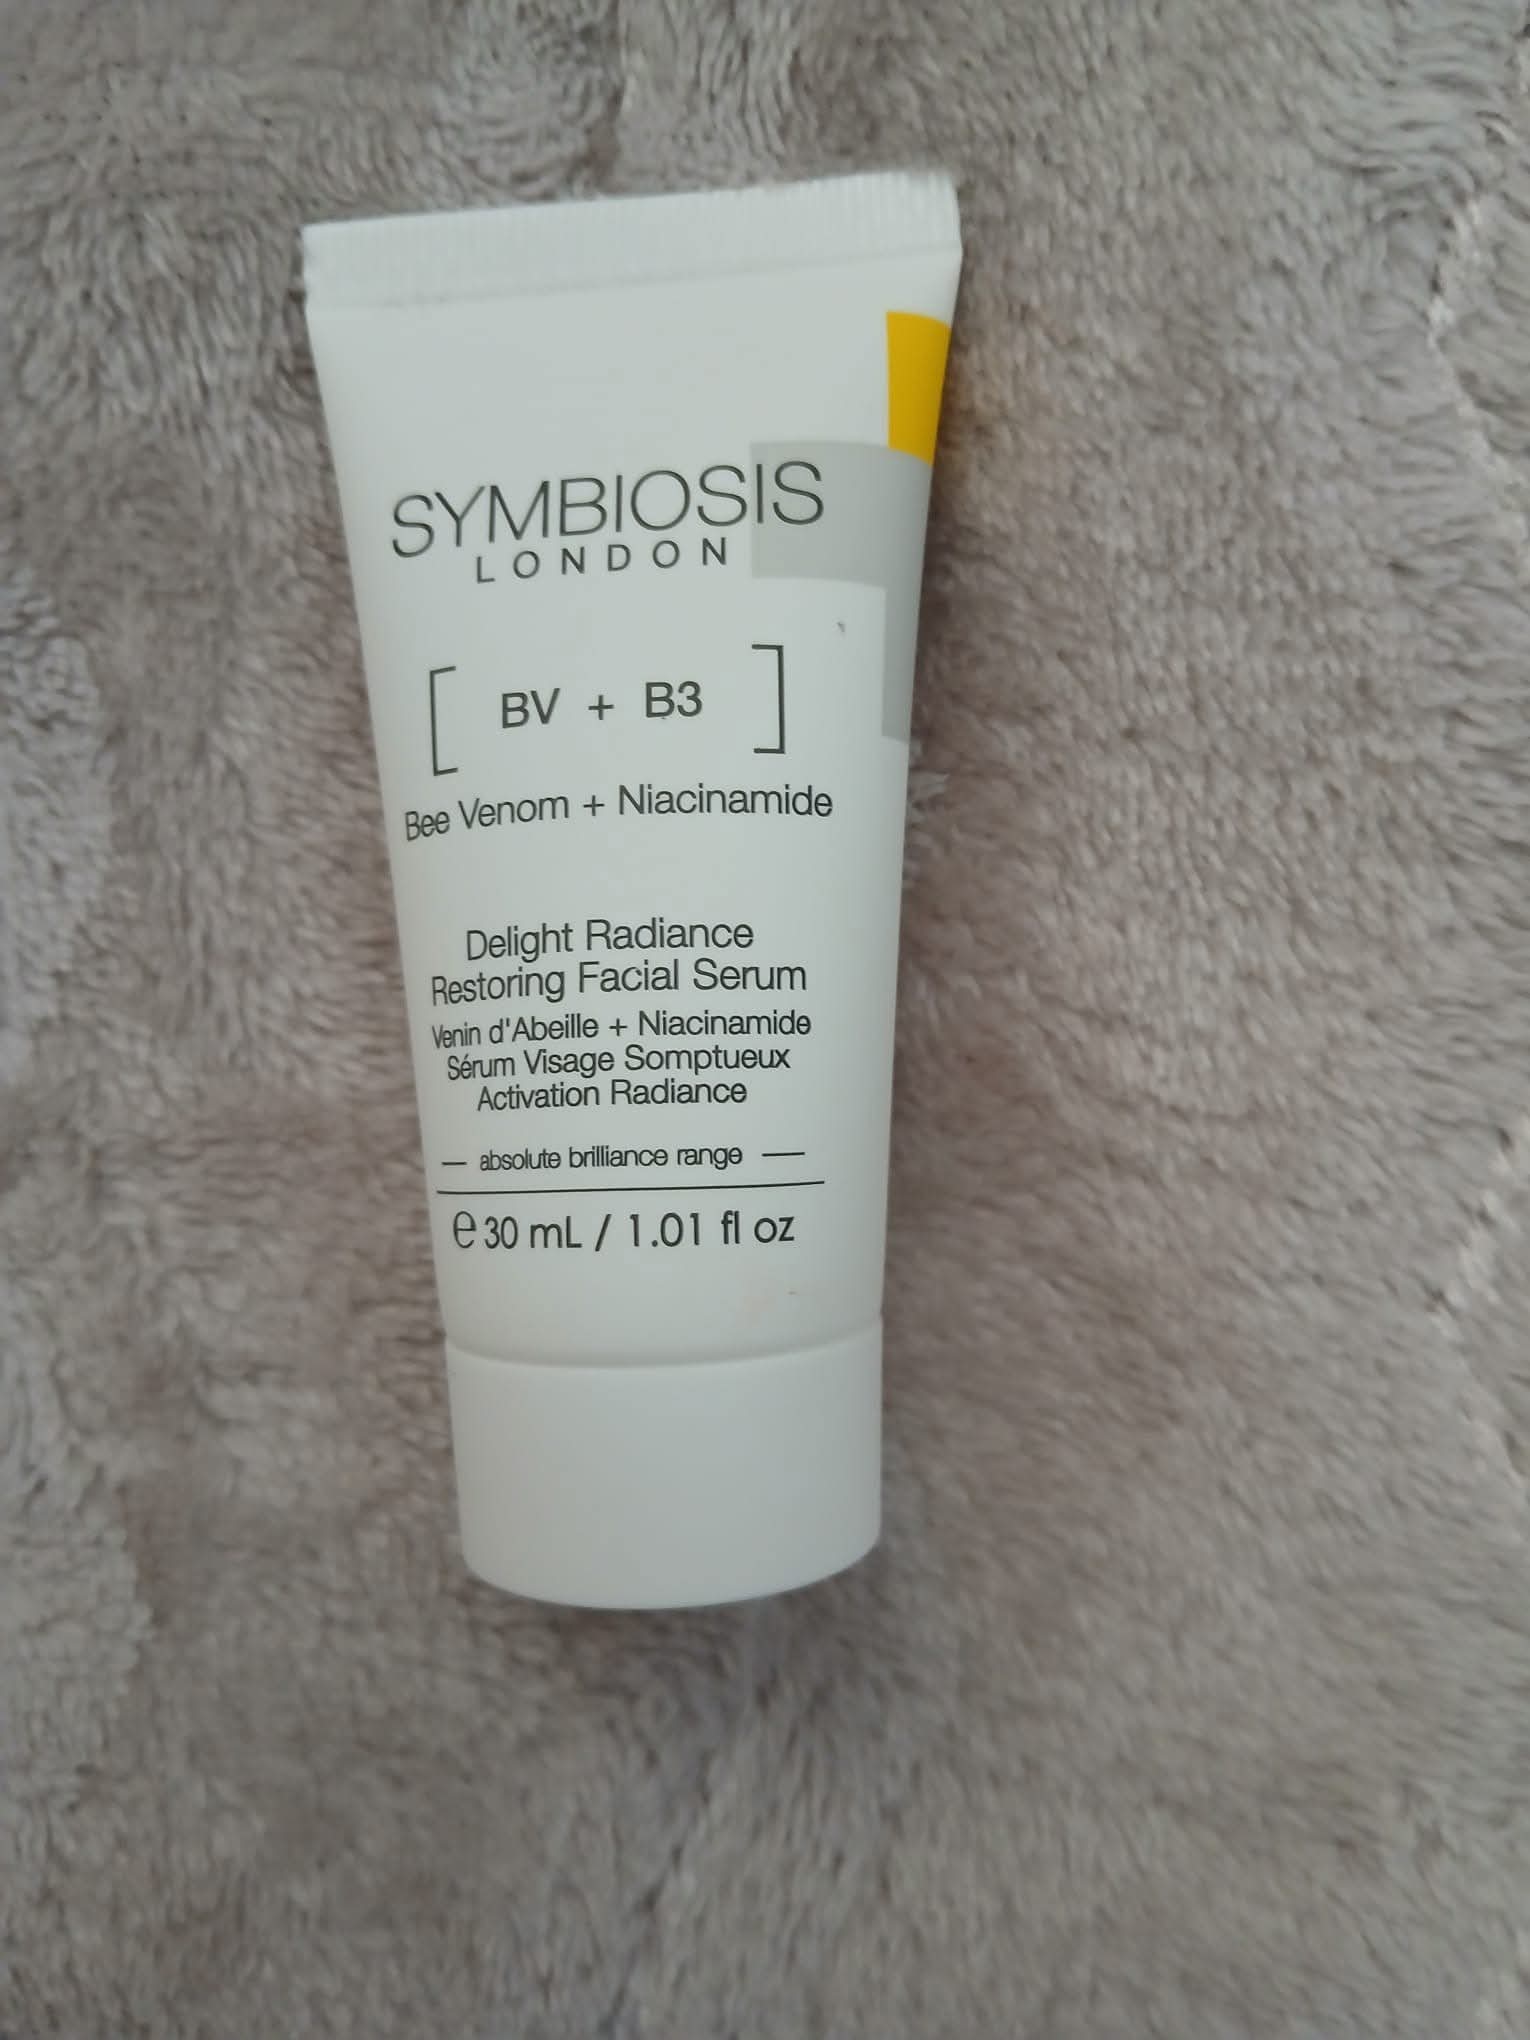 SYMBIOSIS
LONDON
[ BV + B3 ]
Bee Venom + Niacinamide
Delight Radiance
Restoring Facial Serum
Venin d'Abeille + Niacinamide
Sérum Visage Somptueux
Activation Radiance
— absolute brilliance range —
℮ 30 mL / 1.01 fl oz